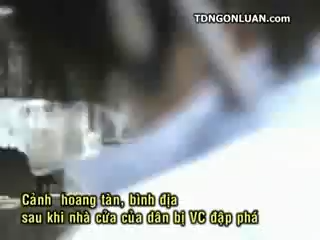 TDNGONLUAN.COM
Cảnh hoang tàn, bình địa
sau khi nhà cửa của dân bị VC đập phá